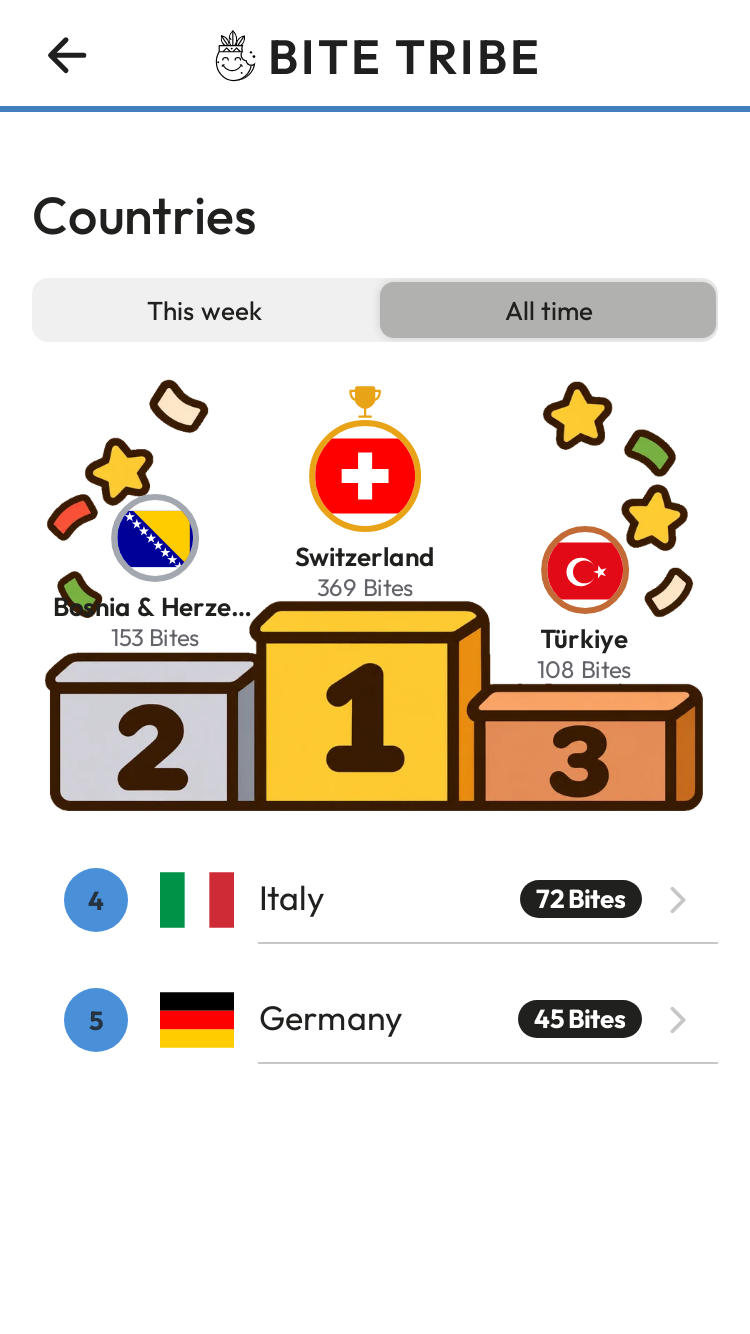 BITE TRIBE
Countries
This week
All time
Switzerland
369 Bites
Bosnia & Herze...
153 Bites
Türkiye
108 Bites
2
1
3
4
Italy
72 Bites
5
Germany
45 Bites